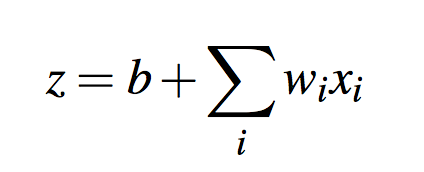 z = b + ∑ᵢ wᵢxᵢ